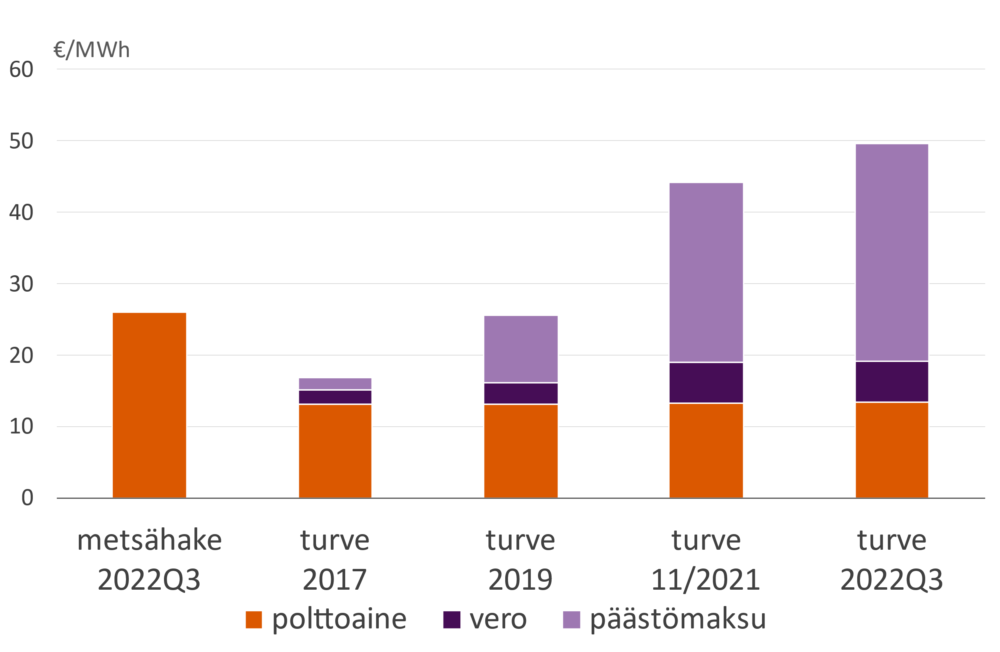 €/MWh
60
50
40
30
20
10
0
metsähake turve turve turve turve
2022Q3 2017 2019 11/2021 2022Q3
polttoaine vero päästömaksu